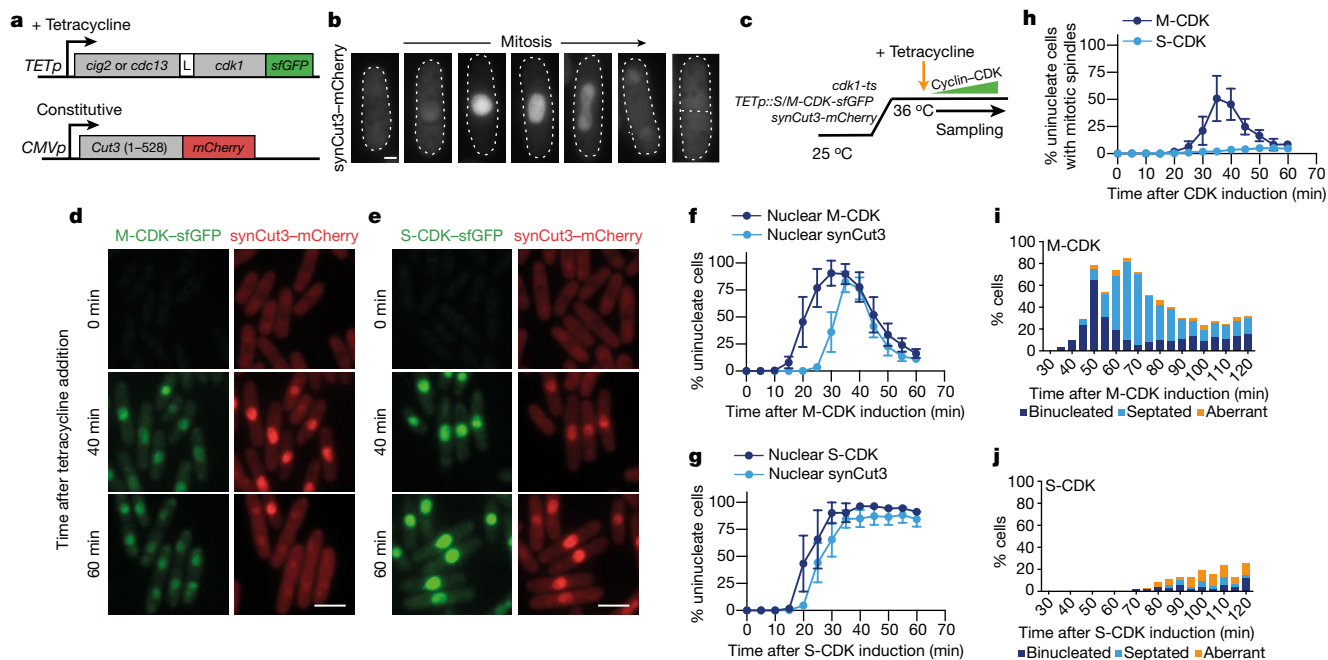 a
+ Tetracycline
TETp
cig2 or cdc13
L
cdk1
sfGFP
Constitutive
CMVp
Cut3 (1–528)
mCherry
b
synCut3–mCherry
Mitosis
c
+ Tetracycline
cdk1-ts
TETp::S/M-CDK-sfGFP
synCut3-mCherry
Cyclin–CDK
36 ºC
Sampling
25 ºC
d
M-CDK–sfGFP
synCut3–mCherry
Time after tetracycline addition
0 min
40 min
60 min
e
S-CDK–sfGFP
synCut3–mCherry
0 min
40 min
60 min
f
Nuclear M-CDK
Nuclear synCut3
% uninucleate cells
100
75
50
25
0
0 10 20 30 40 50 60 70
Time after M-CDK induction (min)
g
Nuclear S-CDK
Nuclear synCut3
% uninucleate cells
100
75
50
25
0
0 10 20 30 40 50 60 70
Time after S-CDK induction (min)
h
M-CDK
S-CDK
% uninucleate cells
with mitotic spindles
100
75
50
25
0
0 10 20 30 40 50 60 70
Time after CDK induction (min)
i
M-CDK
% cells
100
80
60
40
20
0
30 40 50 60 70 80 90 100 110 120
Time after M-CDK induction (min)
Binucleated Septated Aberrant
j
S-CDK
% cells
100
80
60
40
20
0
30 40 50 60 70 80 90 100 110 120
Time after S-CDK induction (min)
Binucleated Septated Aberrant